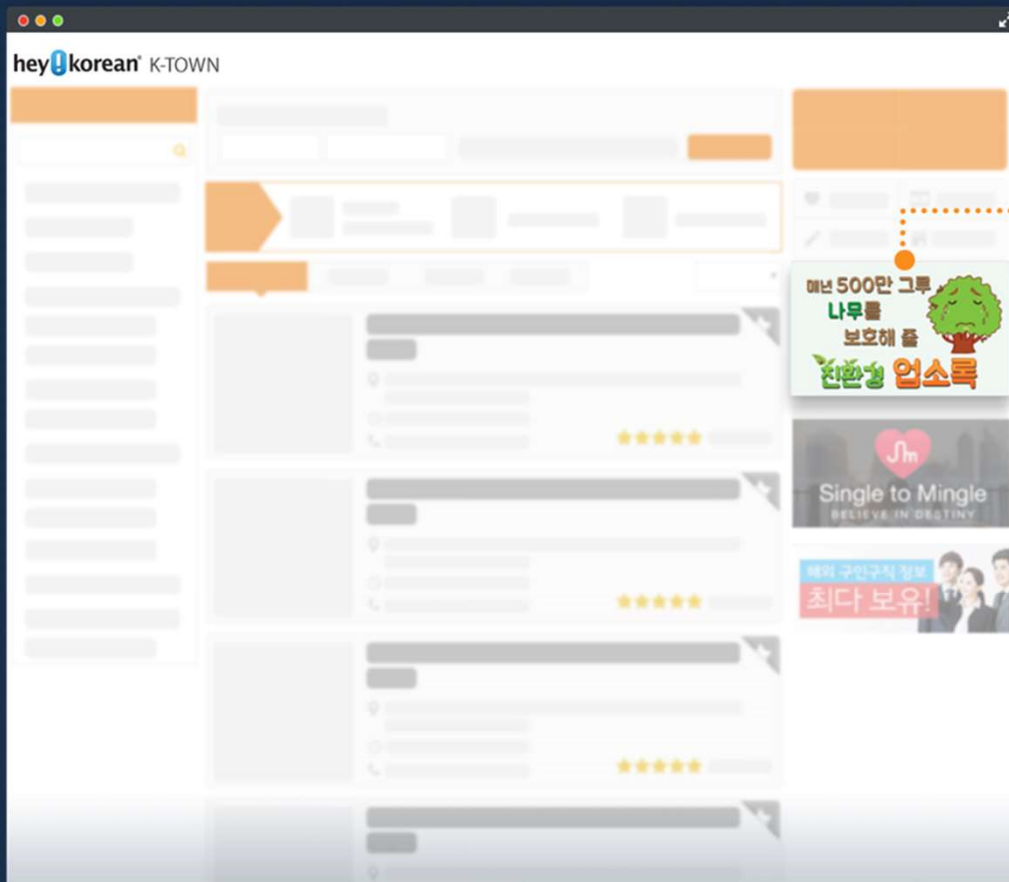 hey!korean K-TOWN
매년 500만 그루
나무를
보호해 줄
친환경 업소록
Single to Mingle
BELIEVE IN DESTINY
해외 구인구직 정보
최다 보유!